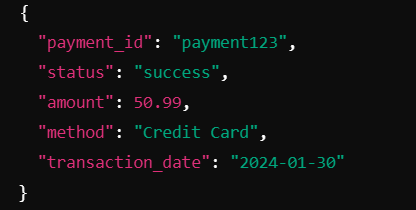 {
"payment_id": "payment123",
"status": "success",
"amount": 50.99,
"method": "Credit Card",
"transaction_date": "2024-01-30"
}